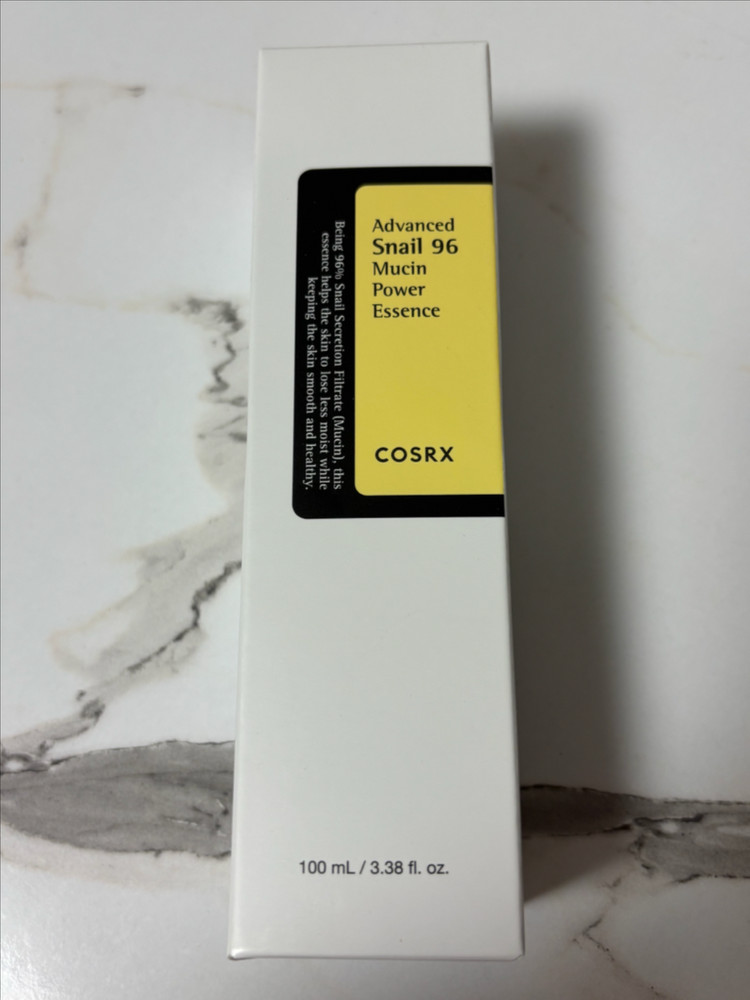 Advanced
Snail 96
Mucin
Power
Essence
COSRX
Being 96% Snail Secretion Filtrate (Mucin), this
essence helps the skin to lose less moist while
keeping the skin smooth and healthy.
100 mL / 3.38 fl. oz.